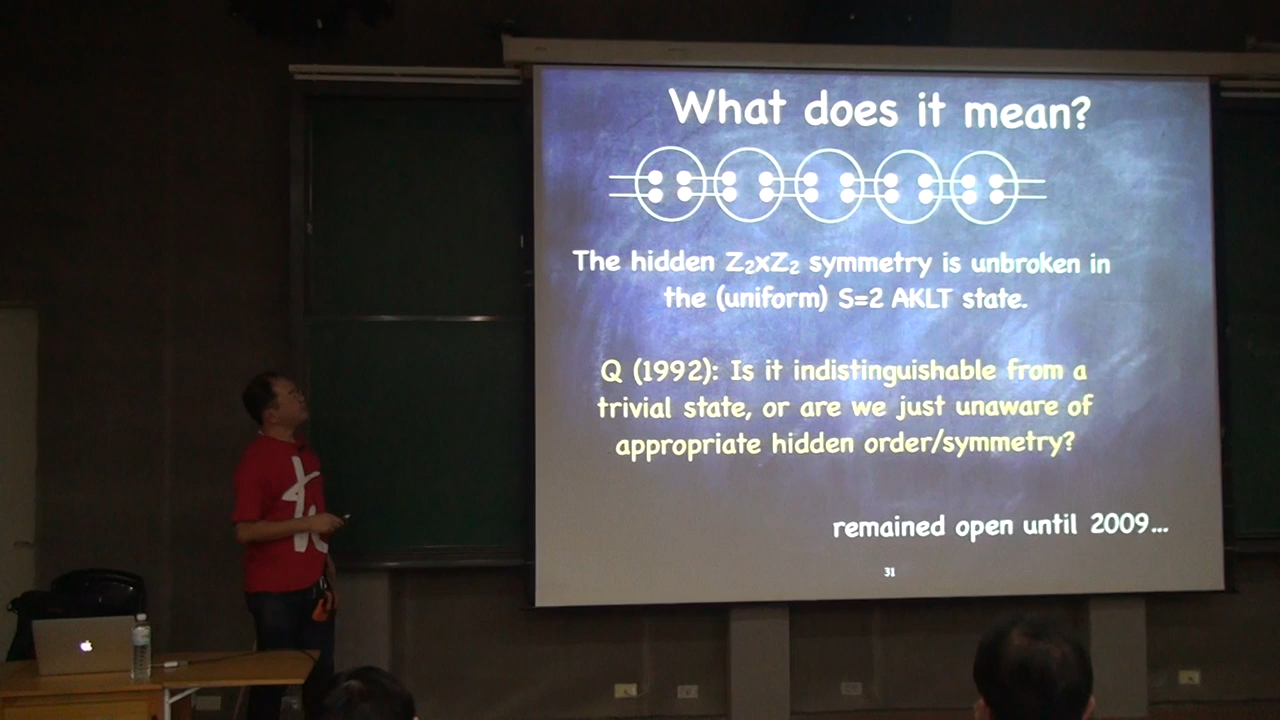 What does it mean?
The hidden Z₂xZ₂ symmetry is unbroken in
the (uniform) S=2 AKLT state.
Q (1992): Is it indistinguishable from a
trivial state, or are we just unaware of
appropriate hidden order/symmetry?
remained open until 2009...
31